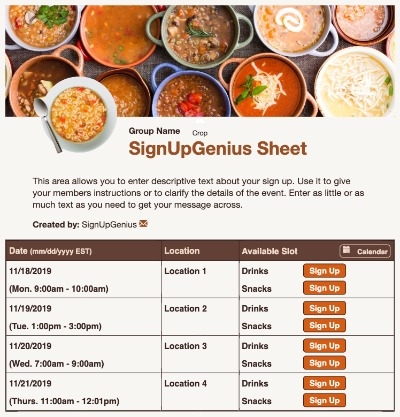 Group Name Crop
SignUpGenius Sheet
This area allows you to enter descriptive text about your sign up. Use it to give
your members instructions or to clarify the details of the event. Enter as little or as
much text as you need to get your message across.
Created by: SignUpGenius
Date (mm/dd/yyyy EST) Location Available Slot Calendar
11/18/2019 Location 1 Drinks Sign Up
(Mon. 9:00am - 10:00am) Snacks Sign Up
11/19/2019 Location 2 Drinks Sign Up
(Tue. 1:00pm - 3:00pm) Snacks Sign Up
11/20/2019 Location 3 Drinks Sign Up
(Wed. 7:00am - 9:00am) Snacks Sign Up
11/21/2019 Location 4 Drinks Sign Up
(Thurs. 11:00am - 12:01pm) Snacks Sign Up